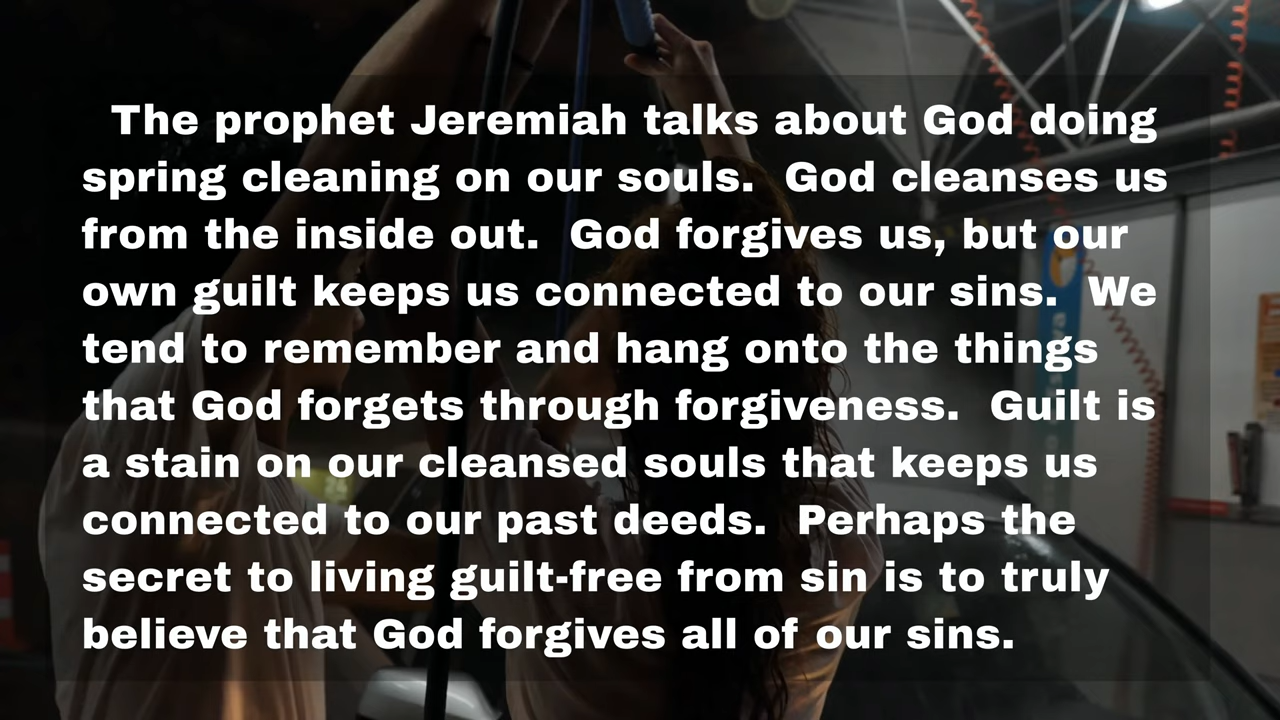 The prophet Jeremiah talks about God doing
spring cleaning on our souls.  God cleanses us
from the inside out.  God forgives us, but our
own guilt keeps us connected to our sins.  We
tend to remember and hang onto the things
that God forgets through forgiveness.  Guilt is
a stain on our cleansed souls that keeps us
connected to our past deeds.  Perhaps the
secret to living guilt-free from sin is to truly
believe that God forgives all of our sins.